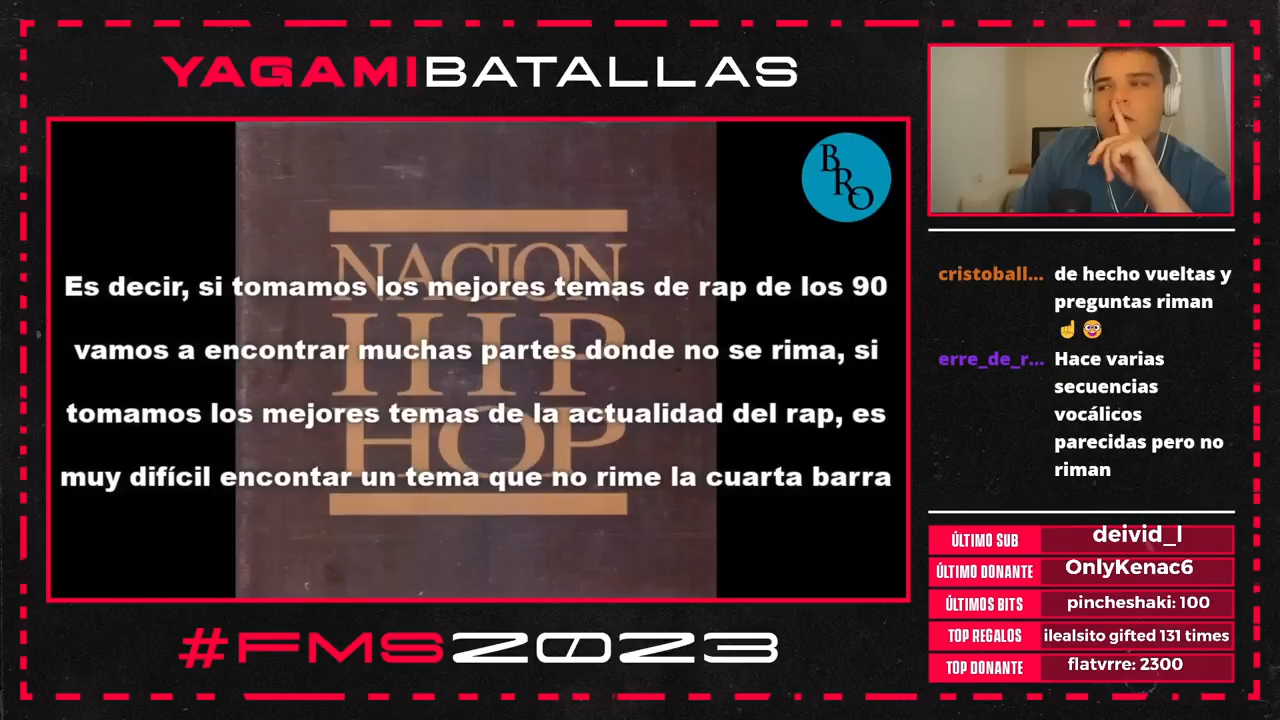 YAGAMIBATALLAS
BRO
NACION
HIP
HOP
Es decir, si tomamos los mejores temas de rap de los 90
vamos a encontrar muchas partes donde no se rima, si
tomamos los mejores temas de la actualidad del rap, es
muy difícil encontar un tema que no rime la cuarta barra
#FMS2023
cristoball... de hecho vueltas y
preguntas riman
☝️🤓
erre_de_r... Hace varias
secuencias
vocálicos
parecidas pero no
riman
ÚLTIMO SUB deivid_l
ÚLTIMO DONANTE OnlyKenac6
ÚLTIMOS BITS pincheshaki: 100
TOP REGALOS ilealsito gifted 131 times
TOP DONANTE flatvrre: 2300